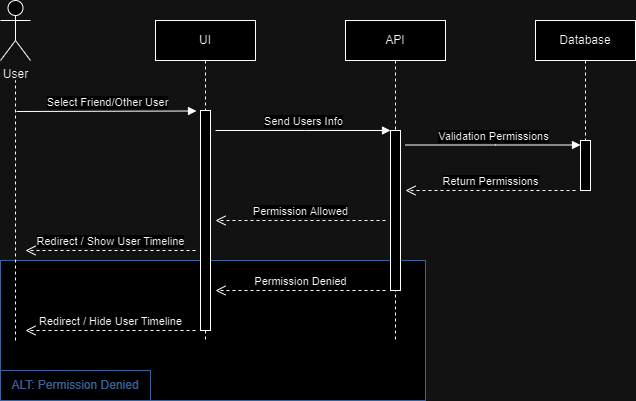 UI
API
Database
User
Select Friend/Other User
Send Users Info
Validation Permissions
Return Permissions
Permission Allowed
Redirect / Show User Timeline
Permission Denied
Redirect / Hide User Timeline
ALT: Permission Denied